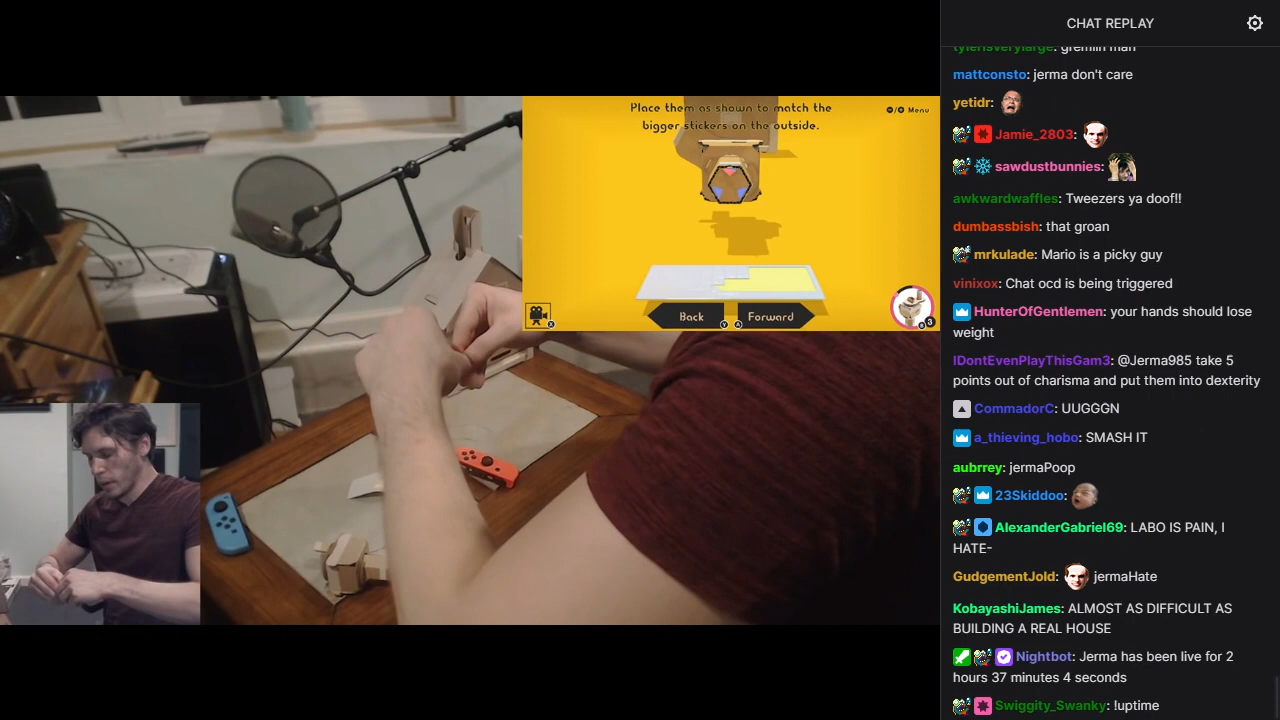 CHAT REPLAY
tylerisverylarge: gremlin man
mattconsto: jerma don't care
yetidr:
Jamie_2803:
sawdustbunnies:
awkwardwaffles: Tweezers ya doof!!
dumbassbish: that groan
mrkulade: Mario is a picky guy
vinixox: Chat ocd is being triggered
HunterOfGentlemen: your hands should lose
weight
IDontEvenPlayThisGam3: @Jerma985 take 5
points out of charisma and put them into dexterity
CommadorC: UUGGGN
a_thieving_hobo: SMASH IT
aubrrey: jermaPoop
23Skiddoo:
AlexanderGabriel69: LABO IS PAIN, I
HATE-
GudgementJold: jermaHate
KobayashiJames: ALMOST AS DIFFICULT AS
BUILDING A REAL HOUSE
Nightbot: Jerma has been live for 2
hours 37 minutes 4 seconds
Swiggity_Swanky: !uptime
Place them as shown to match the
bigger stickers on the outside.
Menu
Back
Forward
X
Y
A
3